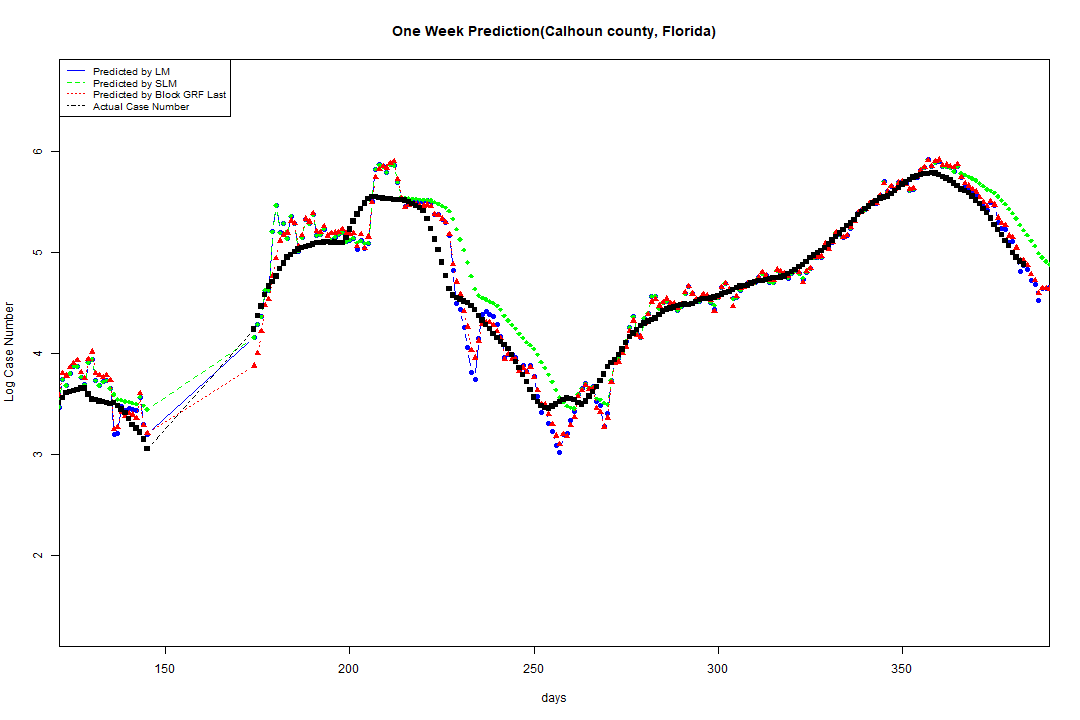 One Week Prediction(Calhoun county, Florida)
Predicted by LM
Predicted by SLM
Predicted by Block GRF Last
Actual Case Number
Log Case Number
6
5
4
3
2
150 200 250 300 350
days